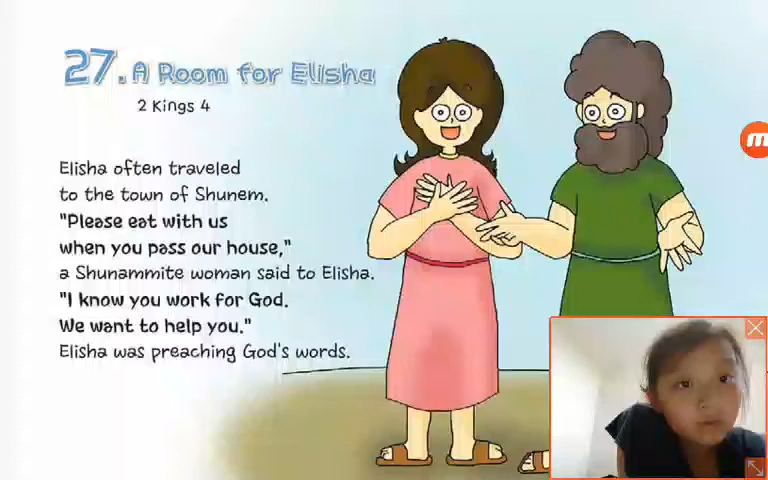 27. A Room for Elisha
2 Kings 4
Elisha often traveled
to the town of Shunem.
"Please eat with us
when you pass our house,"
a Shunammite woman said to Elisha.
"I know you work for God.
We want to help you."
Elisha was preaching God's words.
m